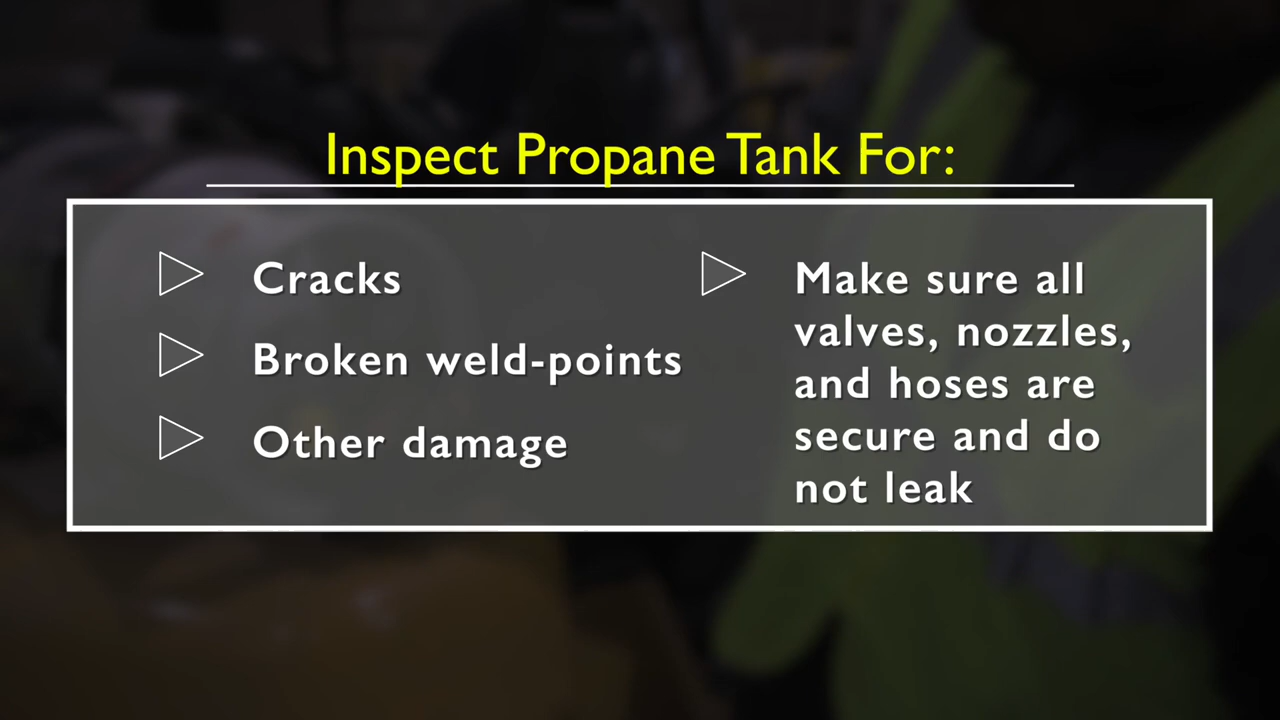 Inspect Propane Tank For:
Cracks
Broken weld-points
Other damage
Make sure all
valves, nozzles,
and hoses are
secure and do
not leak